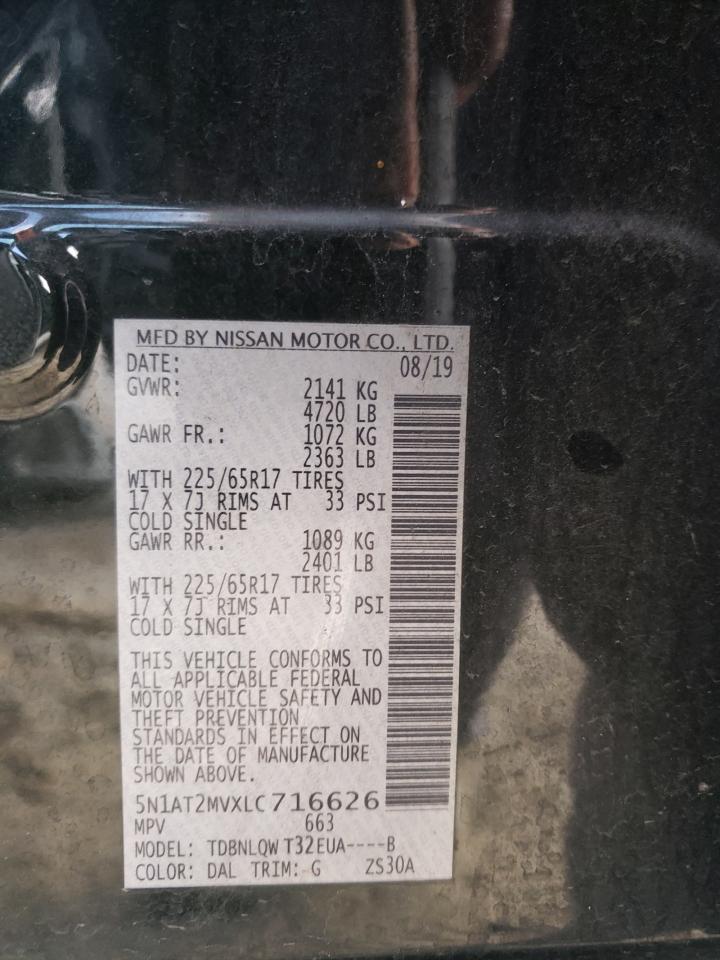 MFD BY NISSAN MOTOR CO., LTD.
DATE: 08/19
GVWR: 2141 KG
4720 LB
GAWR FR.: 1072 KG
2363 LB
WITH 225/65R17 TIRES
17 X 7J RIMS AT 33 PSI
COLD SINGLE
GAWR RR.: 1089 KG
2401 LB
WITH 225/65R17 TIRES
17 X 7J RIMS AT 33 PSI
COLD SINGLE
THIS VEHICLE CONFORMS TO
ALL APPLICABLE FEDERAL
MOTOR VEHICLE SAFETY AND
THEFT PREVENTION
STANDARDS IN EFFECT ON
THE DATE OF MANUFACTURE
SHOWN ABOVE.
5N1AT2MVXLC716626
MPV 663
MODEL: TDBNLQW T32EUA----B
COLOR: DAL TRIM: G ZS30A